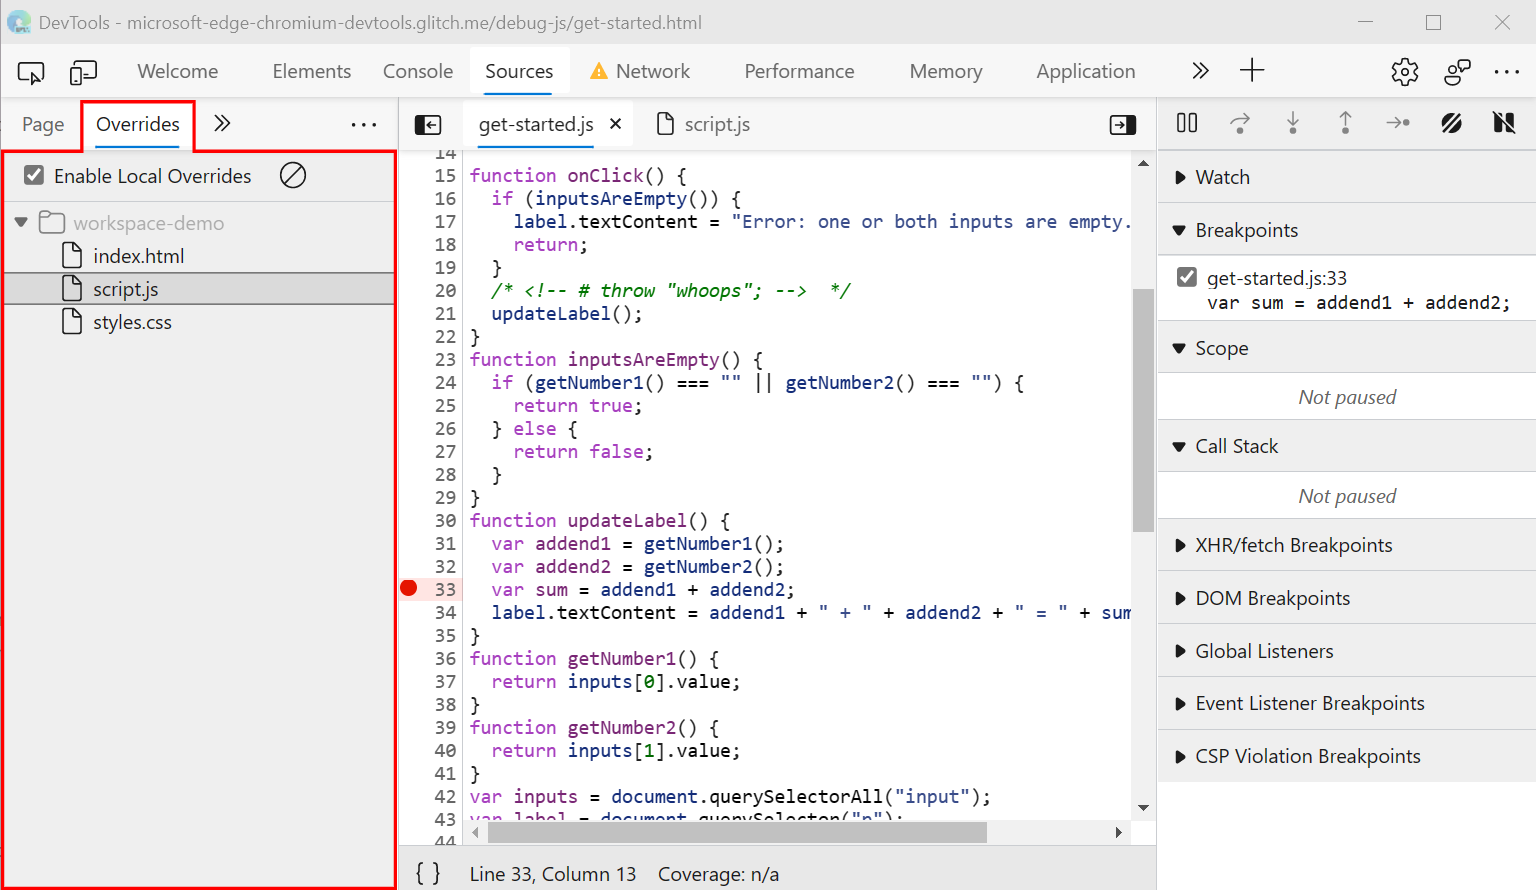 DevTools - microsoft-edge-chromium-devtools.glitch.me/debug-js/get-started.html
Welcome Elements Console Sources Network Performance Memory Application
Page Overrides
Enable Local Overrides
workspace-demo
index.html
script.js
styles.css
get-started.js × script.js
14
15 function onClick() {
16   if (inputsAreEmpty()) {
17     label.textContent = "Error: one or both inputs are empty.
18     return;
19   }
20   /* <!-- # throw "whoops"; -->  */
21   updateLabel();
22 }
23 function inputsAreEmpty() {
24   if (getNumber1() === "" || getNumber2() === "") {
25     return true;
26   } else {
27     return false;
28   }
29 }
30 function updateLabel() {
31   var addend1 = getNumber1();
32   var addend2 = getNumber2();
33   var sum = addend1 + addend2;
34   label.textContent = addend1 + " + " + addend2 + " = " + sum
35 }
36 function getNumber1() {
37   return inputs[0].value;
38 }
39 function getNumber2() {
40   return inputs[1].value;
41 }
42 var inputs = document.querySelectorAll("input");
43 var label = document.querySelector("p");
44
{ } Line 33, Column 13 Coverage: n/a
Watch
Breakpoints
get-started.js:33
var sum = addend1 + addend2;
Scope
Not paused
Call Stack
Not paused
XHR/fetch Breakpoints
DOM Breakpoints
Global Listeners
Event Listener Breakpoints
CSP Violation Breakpoints